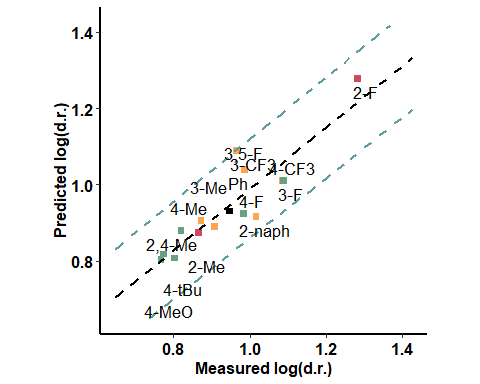 1.4
2-F
1.2
3,5-F
3-CF3
4-CF3
3-Me
Ph
1.0
3-F
4-Me
4-F
2-naph
2,4-Me
0.8
2-Me
4-tBu
4-MeO
Predicted log(d.r.)
0.8
1.0
1.2
1.4
Measured log(d.r.)